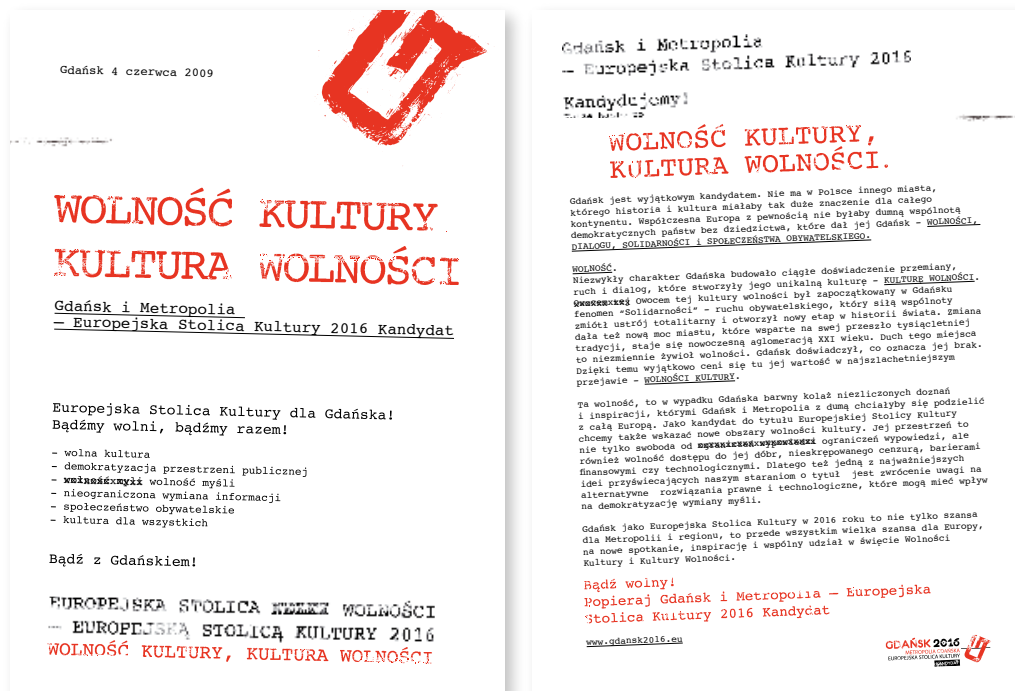 Gdańsk 4 czerwca 2009
WOLNOŚĆ KULTURY
KULTURA WOLNOŚCI
Gdańsk i Metropolia
— Europejska Stolica Kultury 2016 Kandydat
Europejska Stolica Kultury dla Gdańska!
Bądźmy wolni, bądźmy razem!
- wolna kultura
- demokratyzacja przestrzeni publicznej
- wolność myśli
- nieograniczona wymiana informacji
- społeczeństwo obywatelskie
- kultura dla wszystkich
Bądź z Gdańskiem!
EUROPEJSKA STOLICA WOLNOŚCI
— EUROPEJSKĄ STOLICĄ KULTURY 2016
WOLNOŚĆ KULTURY, KULTURA WOLNOŚCI
Gdańsk i Metropolia
— Europejska Stolica Kultury 2016
Kandydujemy!
WOLNOŚĆ KULTURY,
KULTURA WOLNOŚCI.
Gdańsk jest wyjątkowym kandydatem. Nie ma w Polsce innego miasta,
którego historia i kultura miałaby tak duże znaczenie dla całego
kontynentu. Współczesna Europa z pewnością nie byłaby dumną wspólnotą
demokratycznych państw bez dziedzictwa, które dał jej Gdańsk – WOLNOŚCI,
DIALOGU, SOLIDARNOŚCI i SPOŁECZEŃSTWA OBYWATELSKIEGO.
WOLNOŚĆ.
Niezwykły charakter Gdańska budowało ciągłe doświadczenie przemiany,
ruch i dialog, które stworzyły jego unikalną kulturę – KULTURĘ WOLNOŚCI.
Owocem tej kultury wolności był zapoczątkowany w Gdańsku
fenomen “Solidarności” – ruchu obywatelskiego, który siłą wspólnoty
zmiótł ustrój totalitarny i otworzył nowy etap w historii świata. Zmiana
dała też nową moc miastu, które wsparte na swej przeszło tysiącletniej
tradycji, staje się nowoczesną aglomeracją XXI wieku. Duch tego miejsca
to niezmiennie żywioł wolności. Gdańsk doświadczył, co oznacza jej brak.
Dzięki temu wyjątkowo ceni się tu jej wartość w najszlachetniejszym
przejawie – WOLNOŚCI KULTURY.
Ta wolność, to w wypadku Gdańska barwny kolaż niezliczonych doznań
i inspiracji, którymi Gdańsk i Metropolia z dumą chciałyby się podzielić
z całą Europą. Jako kandydat do tytułu Europejskiej Stolicy Kultury
chcemy także wskazać nowe obszary wolności kultury. Jej przestrzeń to
nie tylko swoboda od ograniczeń wypowiedzi, ale
również wolność dostępu do jej dóbr, nieskrępowanego cenzurą, barierami
finansowymi czy technologicznymi. Dlatego też jedną z najważniejszych
idei przyświecających naszym staraniom o tytuł jest zwrócenie uwagi na
alternatywne rozwiązania prawne i technologiczne, które mogą mieć wpływ
na demokratyzację wymiany myśli.
Gdańsk jako Europejska Stolica Kultury w 2016 roku to nie tylko szansa
dla Metropolii i regionu, to przede wszystkim wielka szansa dla Europy,
na nowe spotkanie, inspirację i wspólny udział w święcie Wolności
Kultury i Kultury Wolności.
Bądź wolny!
Popieraj Gdańsk i Metropolia — Europejska
Stolica Kultury 2016 Kandydat
www.gdansk2016.eu
GDAŃSK 2016
METROPOLIA GDAŃSKA
EUROPEJSKA STOLICA KULTURY
KANDYDAT